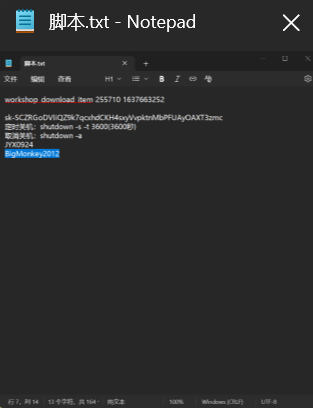 脚本.txt - Notepad
脚本.txt
文件 编辑 查看 H1 B I
workshop_download_item 255710 1637663252
定时关机：shutdown -s -t 3600(3600秒)
取消关机：shutdown -a
JYX0924
BigMonkey2012
行 7，列 14 13 个字符，共 164 纯文本 100% Windows (CRLF) UTF-8